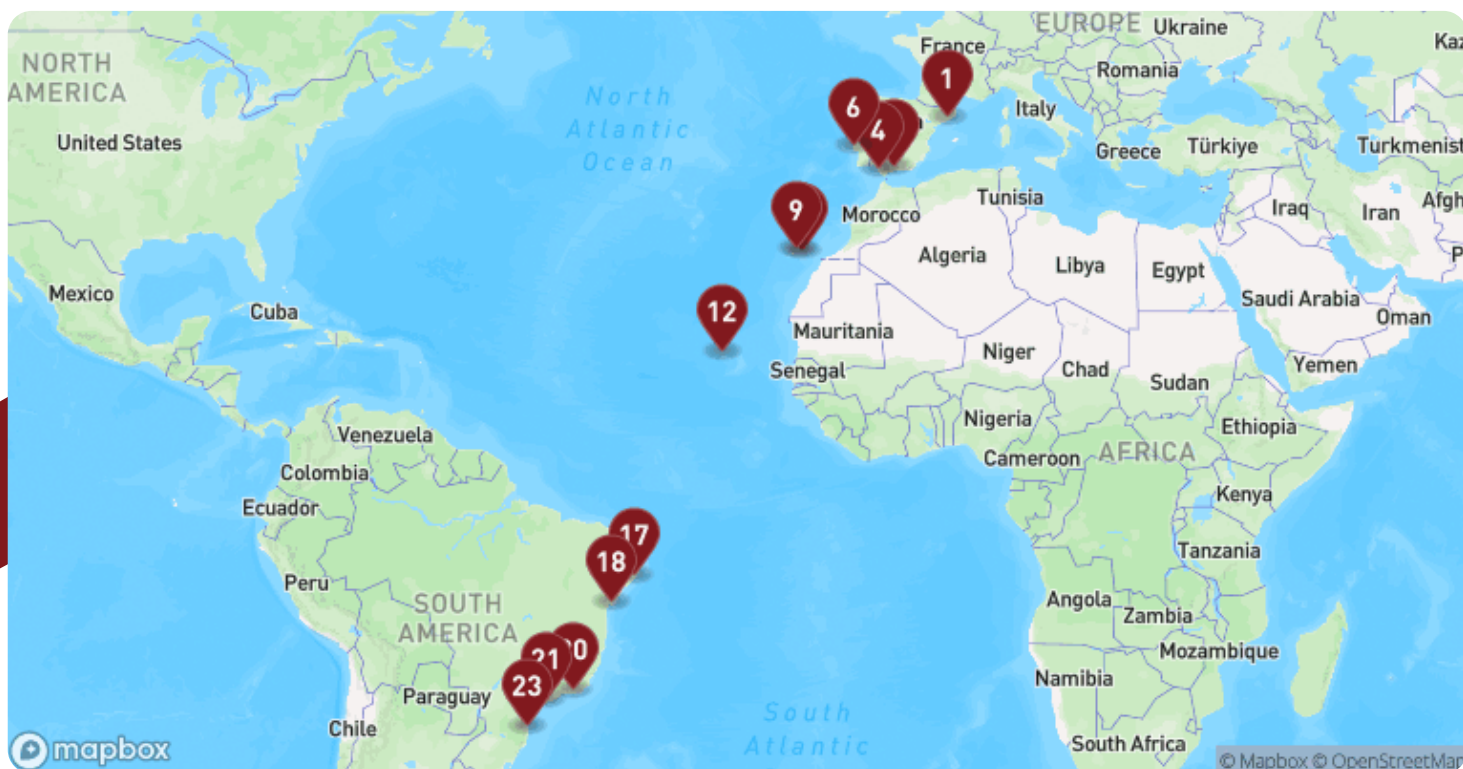 EUROPE
Ukraine
NORTH
AMERICA
France
Kaz
1
Romania
North
Atlantic
Ocean
6
Italy
4
United States
Greece
Türkiye
Turkmenist
Tunisia
9
Morocco
Iraq
Iran
Afgh
Algeria
Libya
Egypt
P
Mexico
Cuba
12
Saudi Arabia
Oman
Mauritania
Niger
Chad
Yemen
Senegal
Sudan
Nigeria
Ethiopia
Venezuela
Cameroon
AFRICA
Colombia
Ecuador
Kenya
17
Tanzania
18
Peru
SOUTH
AMERICA
Angola
Zambia
20
21
Mozambique
23
Paraguay
Namibia
South
Atlantic
Chile
South Africa
mapbox
© Mapbox © OpenStreetMap